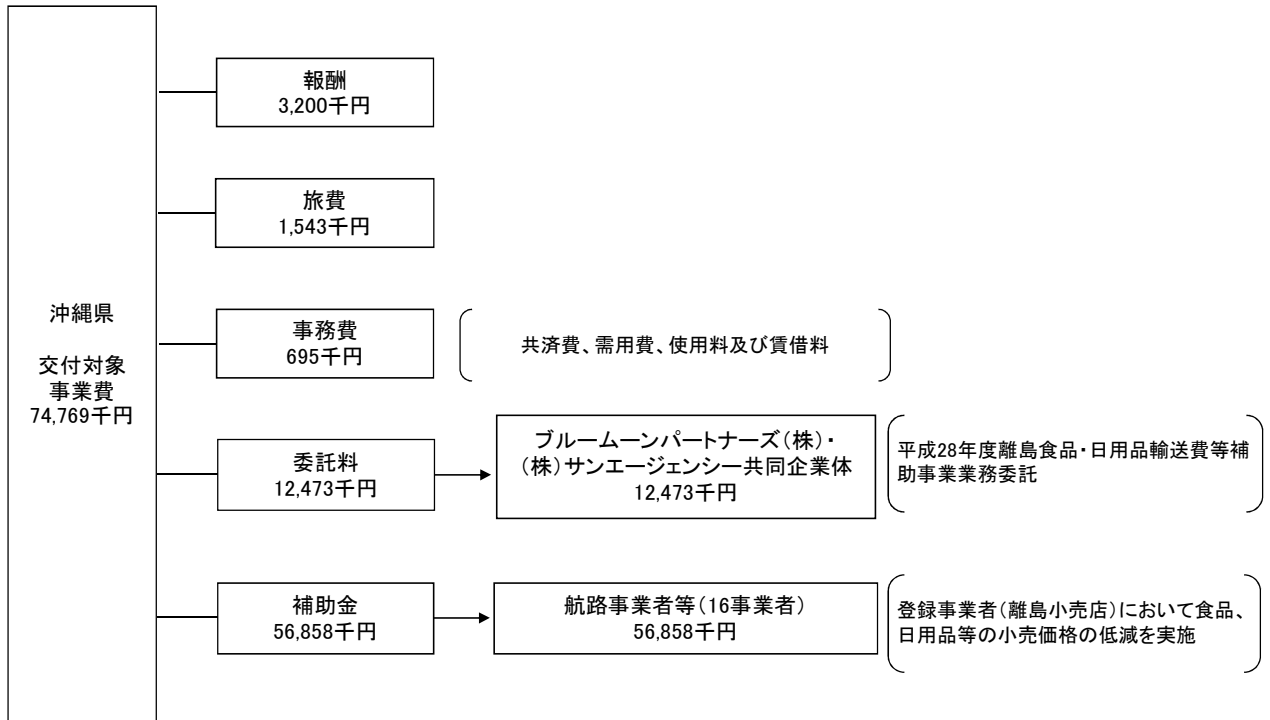 沖縄県
交付対象
事業費
74,769千円
報酬
3,200千円
旅費
1,543千円
事務費
695千円
共済費、需用費、使用料及び賃借料
委託料
12,473千円
ブルームーンパートナーズ(株)・
(株)サンエージェンシー共同企業体
12,473千円
平成28年度離島食品・日用品輸送費等補
助事業業務委託
補助金
56,858千円
航路事業者等(16事業者)
56,858千円
登録事業者(離島小売店)において食品、
日用品等の小売価格の低減を実施